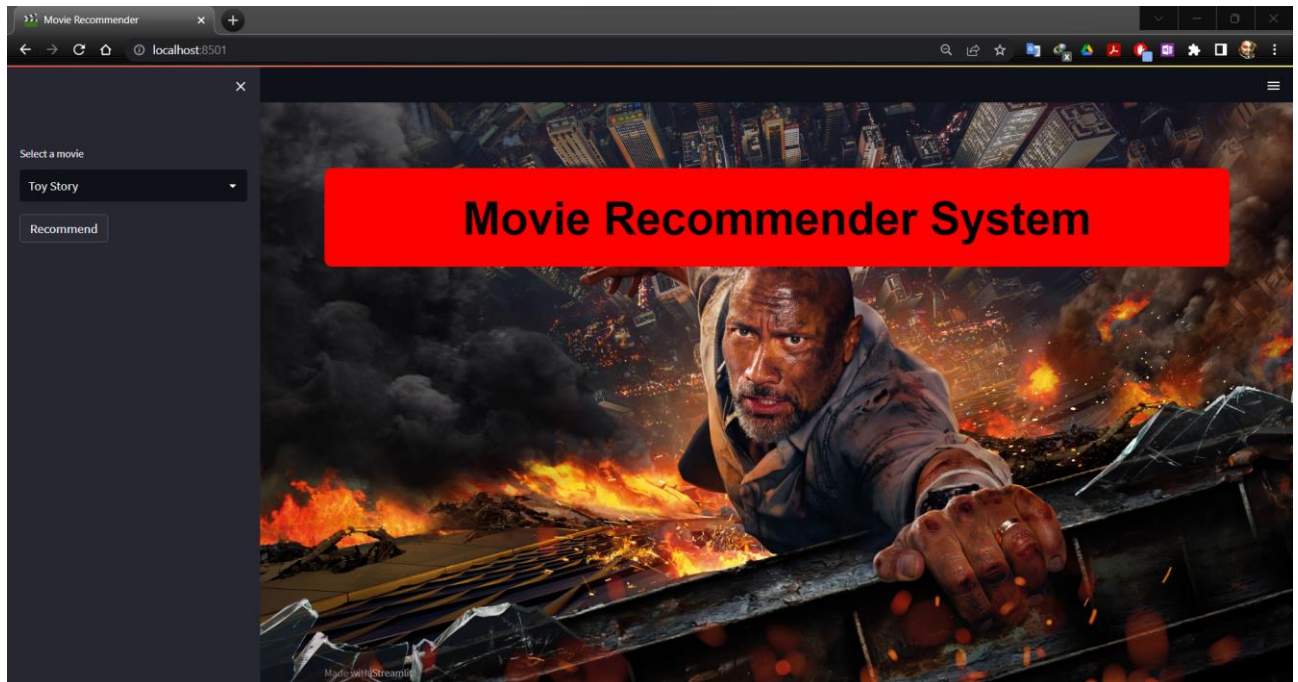 Movie Recommender
localhost:8501
Select a movie
Toy Story
Recommend
Movie Recommender System
Made with Streamlit